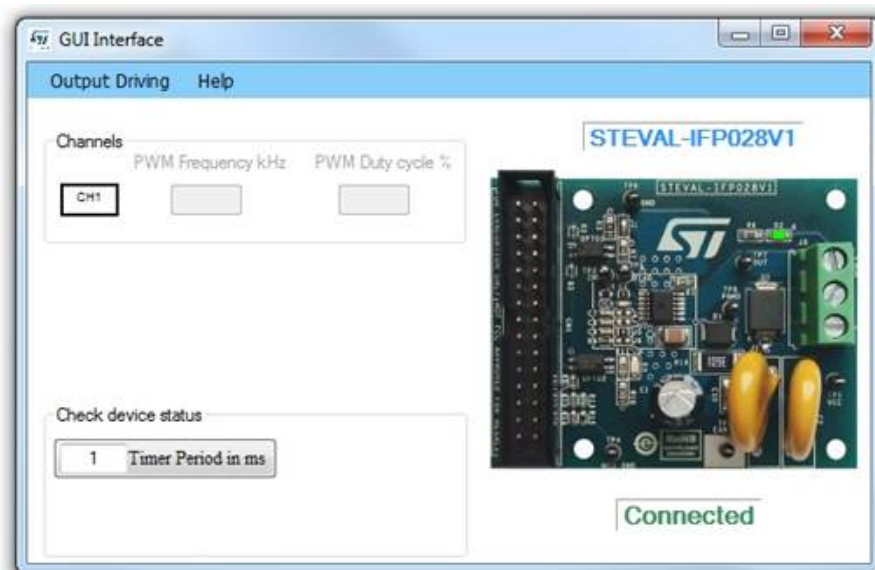 GUI Interface
Output Driving Help
Channels
PWM Frequency kHz PWM Duty cycle %
CH1
Check device status
1 Timer Period in ms
STEVAL-IFP028V1
STEVAL-IFP028V1
Connected